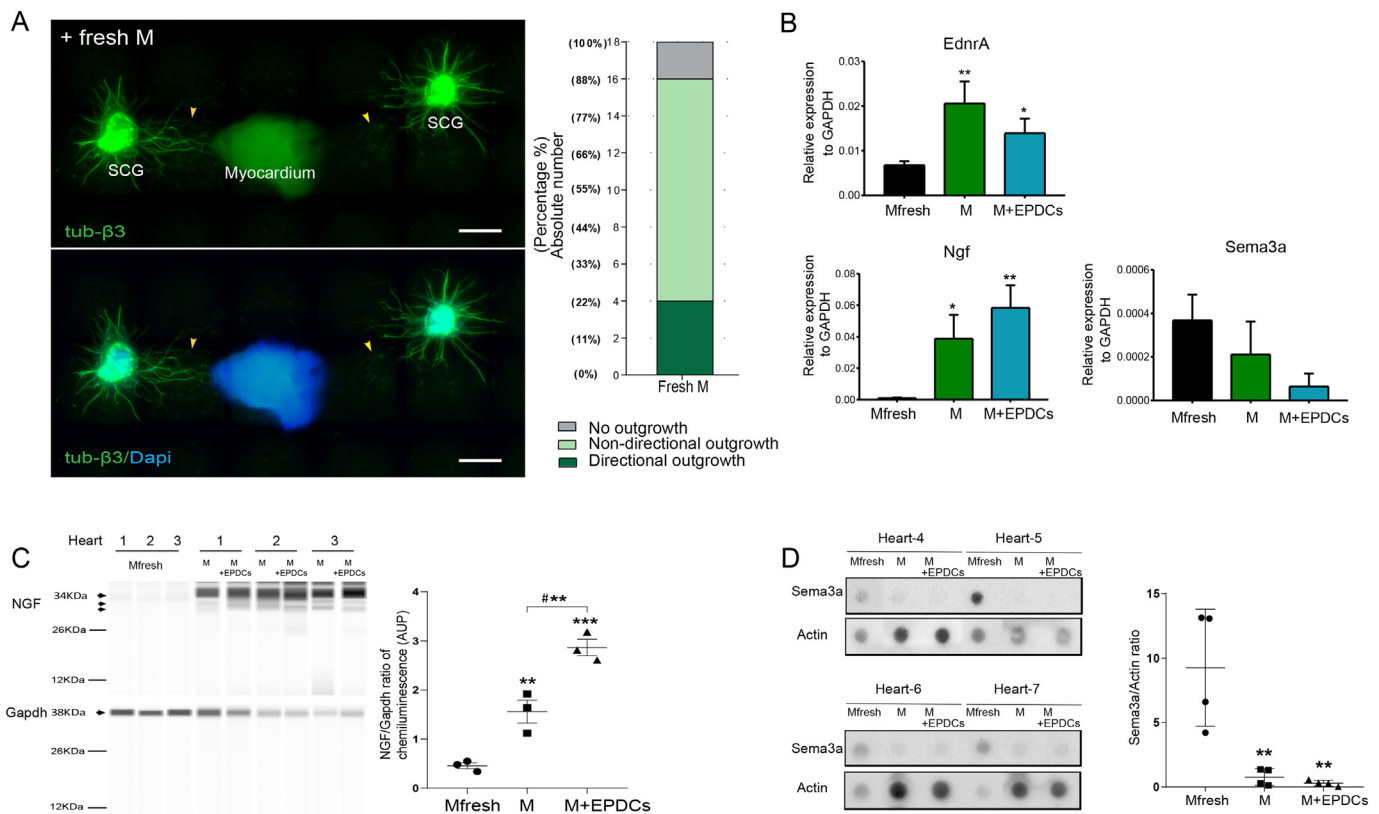 A
+ fresh M
SCG
Myocardium
SCG
tub-β3
tub-β3/Dapi
(Percentage %)
Absolute number
(100%) 18
(88%) 16
(77%) 14
(66%) 12
(55%) 10
(44%) 8
(33%) 6
(22%) 4
(11%) 2
(0%) 0
Fresh M
No outgrowth
Non-directional outgrowth
Directional outgrowth
B
EdnrA
Relative expression
to GAPDH
0.03
0.02
0.01
0.00
**
*
Mfresh M M+EPDCs
Ngf
Relative expression
to GAPDH
0.08
0.06
0.04
0.02
0.00
*
**
Mfresh M M+EPDCs
Sema3a
Relative expression
to GAPDH
0.0006
0.0004
0.0002
0.0000
Mfresh M M+EPDCs
C
Heart 1 2 3 1 2 3
Mfresh M M +EPDCs M M +EPDCs M M +EPDCs
NGF
34KDa
26KDa
12KDa
Gapdh 38KDa
26KDa
12KDa
NGF/Gapdh ratio of
chemiluminescence (AUP)
4
3
2
1
0
#**
**
***
Mfresh M M+EPDCs
D
Heart-4 Heart-5
Mfresh M M +EPDCs Mfresh M M +EPDCs
Sema3a
Actin
Heart-6 Heart-7
Mfresh M M +EPDCs Mfresh M M +EPDCs
Sema3a
Actin
Sema3a/Actin ratio
15
10
5
0
**
**
Mfresh M M+EPDCs